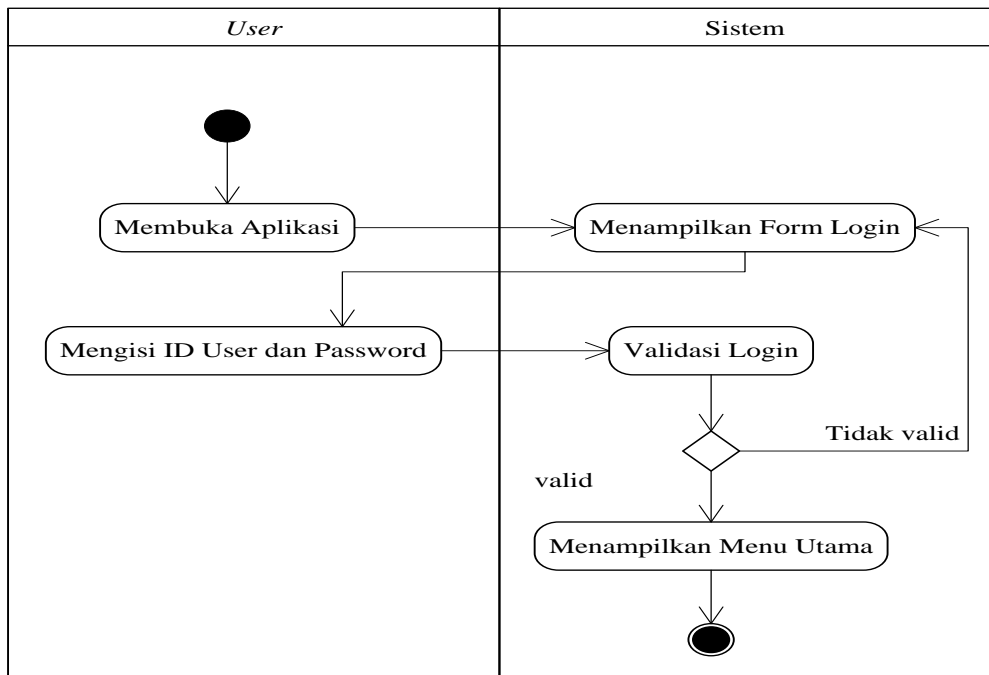 User
Sistem
Membuka Aplikasi
Menampilkan Form Login
Mengisi ID User dan Password
Validasi Login
Tidak valid
valid
Menampilkan Menu Utama